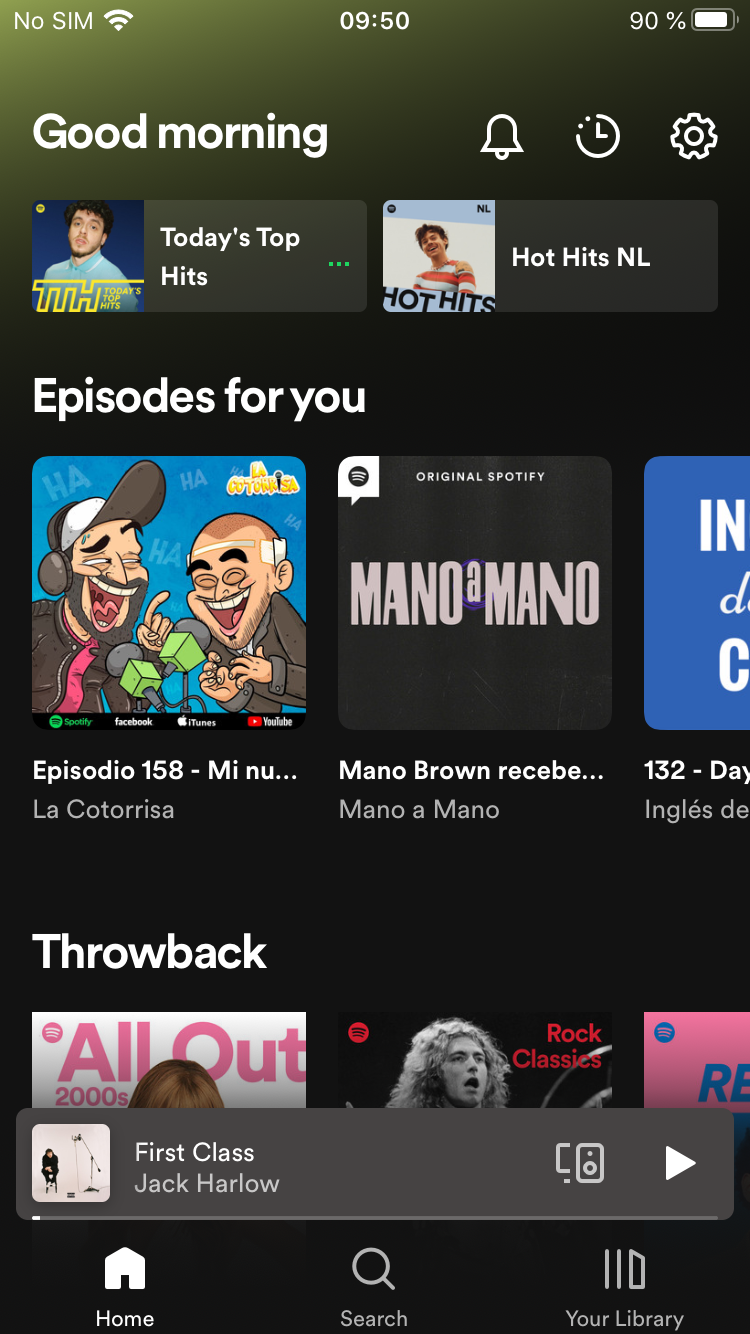 No SIM 09:50 90 %
Good morning
Today's Top
Hits
TTH TODAY'S
TOP
HITS
NL
HOT HITS
Hot Hits NL
Episodes for you
HA HA HA HA HA
LA
COTORRISA
Spotify facebook iTunes YouTube
ORIGINAL SPOTIFY
MANO a MANO
IN
d
C
Episodio 158 - Mi nu...
La Cotorrisa
Mano Brown recebe...
Mano a Mano
132 - Day
Inglés de
Throwback
All Out
2000s
Rock
Classics
RE
First Class
Jack Harlow
Home
Search
Your Library